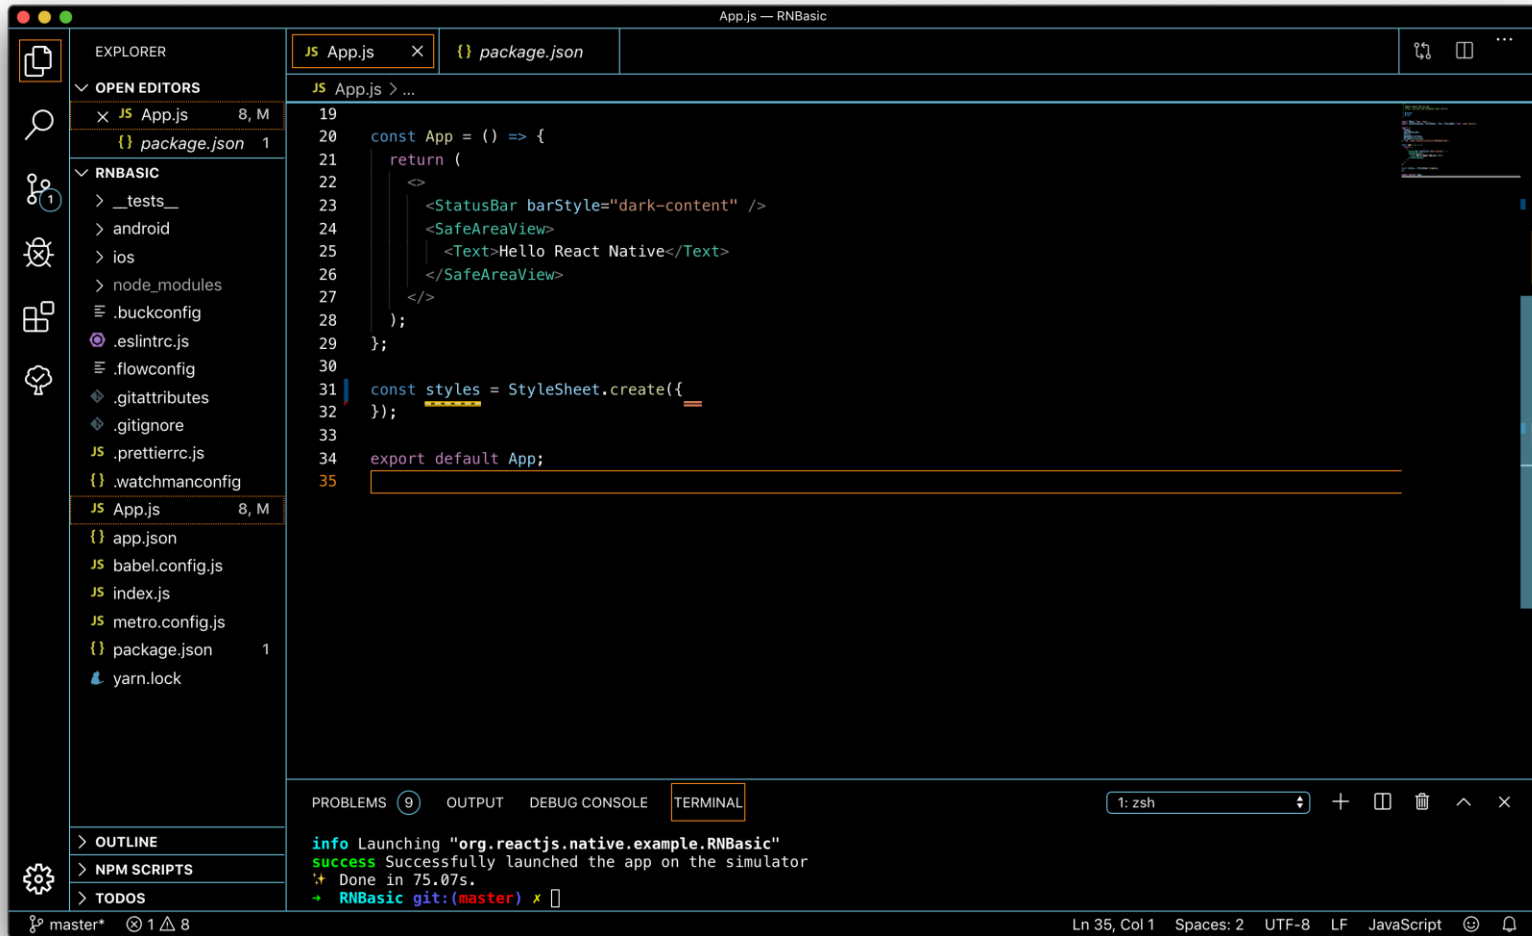 App.js — RNBasic
EXPLORER
OPEN EDITORS
JS App.js 8, M
{} package.json 1
RNBASIC
__tests__
android
ios
node_modules
.buckconfig
.eslintrc.js
.flowconfig
.gitattributes
.gitignore
JS .prettierrc.js
{} .watchmanconfig
JS App.js 8, M
{} app.json
JS babel.config.js
JS index.js
JS metro.config.js
{} package.json 1
yarn.lock
OUTLINE
NPM SCRIPTS
TODOS
1
JS App.js
{} package.json
JS App.js > ...
19
20 const App = () => {
21 return (
22 <>
23 <StatusBar barStyle="dark-content" />
24 <SafeAreaView>
25 <Text>Hello React Native</Text>
26 </SafeAreaView>
27 </>
28 );
29 };
30
31 const styles = StyleSheet.create({
32 });
33
34 export default App;
35
PROBLEMS 9 OUTPUT DEBUG CONSOLE TERMINAL 1: zsh
info Launching "org.reactjs.native.example.RNBasic"
success Successfully launched the app on the simulator
✨ Done in 75.07s.
→ RNBasic git:(master) ✗
master* 1 8 Ln 35, Col 1 Spaces: 2 UTF-8 LF JavaScript